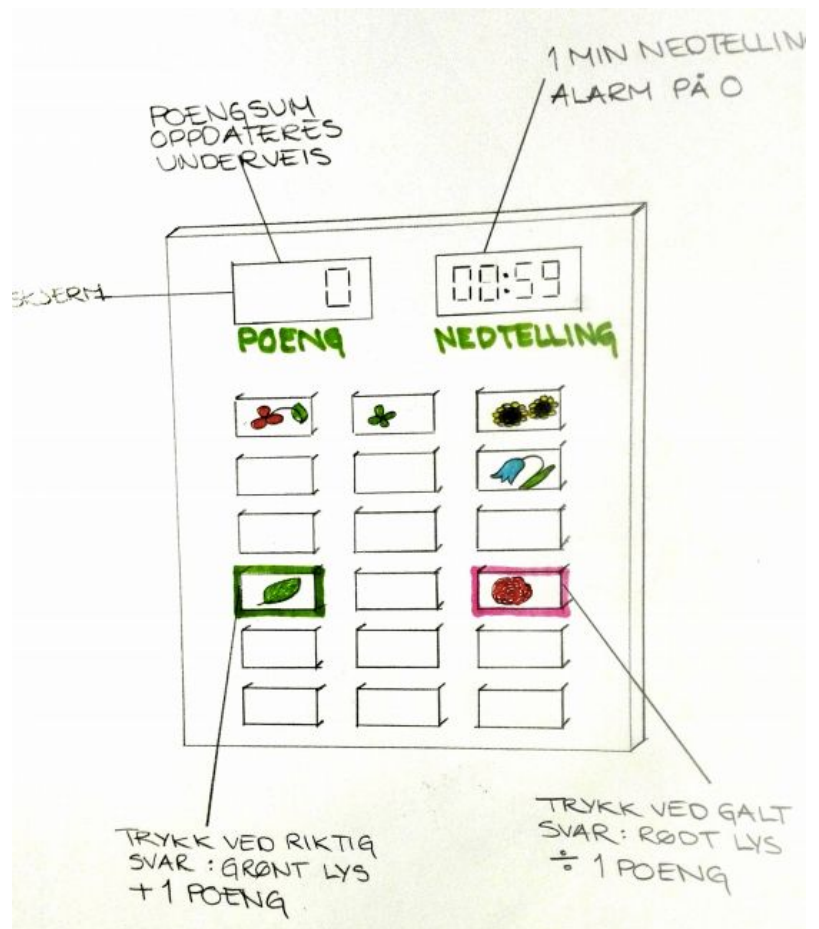 1 MIN NEDTELLIN
ALARM PÅ 0
POENGSUM
OPPDATERES
UNDERVEIS
SKJERM
0
00:59
POENG
NEDTELLING
TRYKK VED RIKTIG
SVAR : GRØNT LYS
+ 1 POENG
TRYKK VED GALT
SVAR : RØDT LYS
÷ 1 POENG